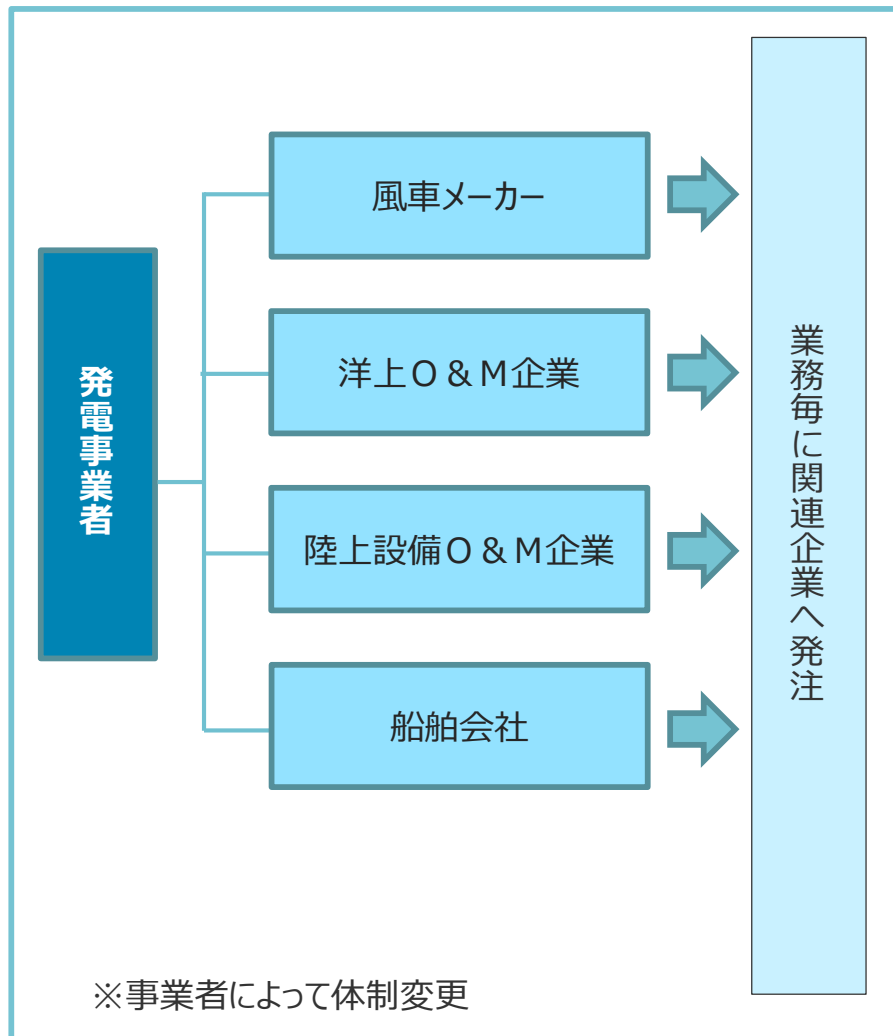 発電事業者
風車メーカー
洋上O&M企業
陸上設備O&M企業
船舶会社
業務毎に関連企業へ発注
※事業者によって体制変更